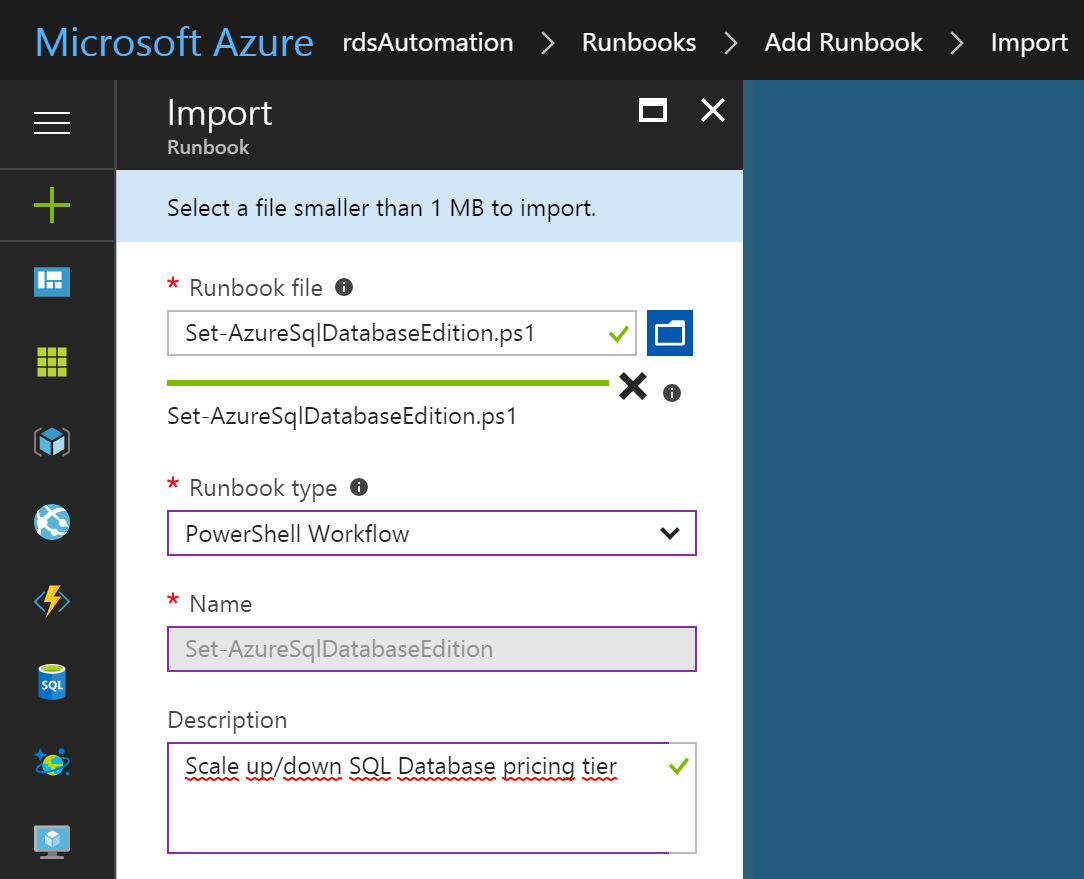 Microsoft Azure rdsAutomation > Runbooks > Add Runbook > Import
Import
Runbook
Select a file smaller than 1 MB to import.
* Runbook file
Set-AzureSqlDatabaseEdition.ps1
Set-AzureSqlDatabaseEdition.ps1
* Runbook type
PowerShell Workflow
* Name
Set-AzureSqlDatabaseEdition
SQL
Description
Scale up/down SQL Database pricing tier